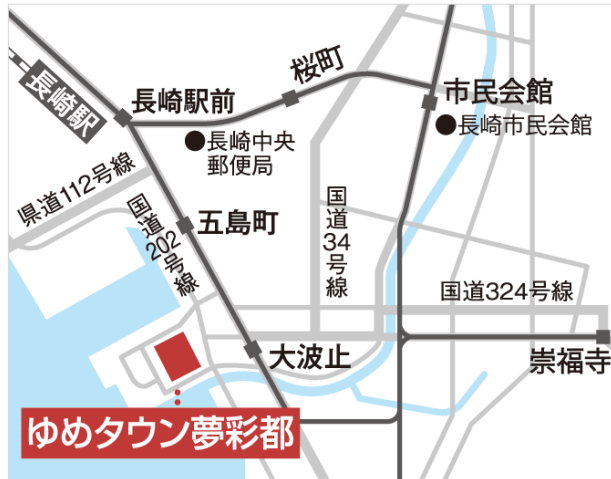 長崎駅
長崎駅前
桜町
市民会館
●長崎中央
郵便局
●長崎市民会館
県道112号線
国道202号線
五島町
国道34号線
国道324号線
大波止
崇福寺
ゆめタウン夢彩都